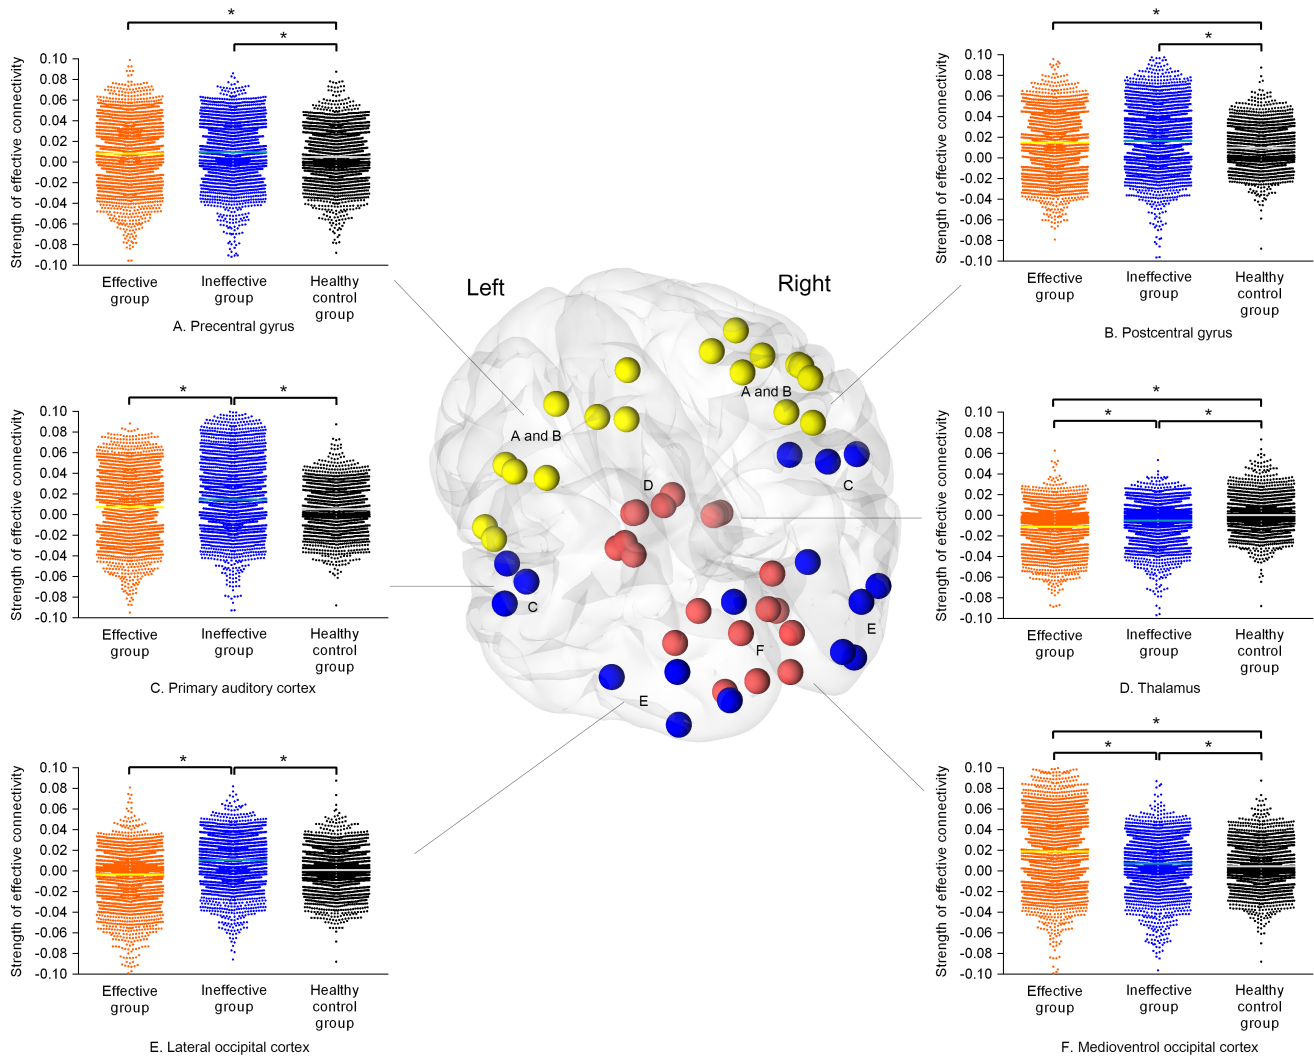 *
*
Strength of effective connectivity
0.10
0.08
0.06
0.04
0.02
0.00
-0.02
-0.04
-0.06
-0.08
-0.10
Effective group
Ineffective group
Healthy control group
A. Precentral gyrus
*
*
Strength of effective connectivity
0.10
0.08
0.06
0.04
0.02
0.00
-0.02
-0.04
-0.06
-0.08
-0.10
Effective group
Ineffective group
Healthy control group
B. Postcentral gyrus
Left
Right
A and B
A and B
C
D
C
E
F
E
*
*
Strength of effective connectivity
0.10
0.08
0.06
0.04
0.02
0.00
-0.02
-0.04
-0.06
-0.08
-0.10
Effective group
Ineffective group
Healthy control group
C. Primary auditory cortex
*
*
*
Strength of effective connectivity
0.10
0.08
0.06
0.04
0.02
0.00
-0.02
-0.04
-0.06
-0.08
-0.10
Effective group
Ineffective group
Healthy control group
D. Thalamus
*
*
Strength of effective connectivity
0.10
0.08
0.06
0.04
0.02
0.00
-0.02
-0.04
-0.06
-0.08
-0.10
Effective group
Ineffective group
Healthy control group
E. Lateral occipital cortex
*
*
*
Strength of effective connectivity
0.10
0.08
0.06
0.04
0.02
0.00
-0.02
-0.04
-0.06
-0.08
-0.10
Effective group
Ineffective group
Healthy control group
F. Medioventrol occipital cortex